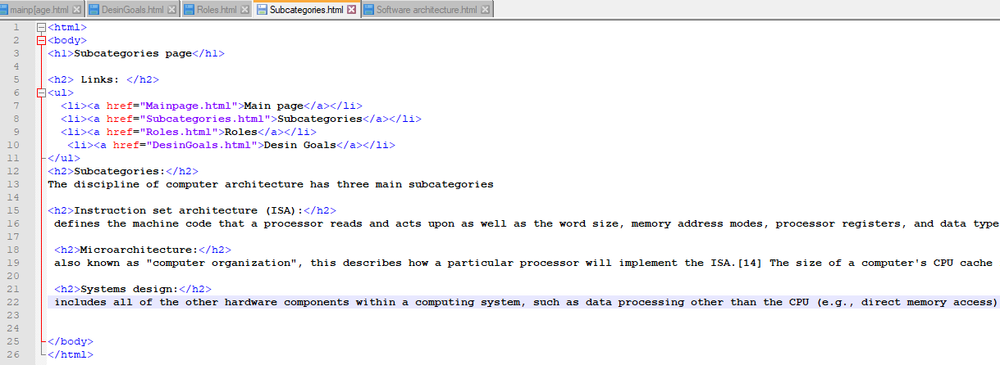 mainp[age.html DesinGoals.html Roles.html Subcategories.html Software architecture.html
1 <html>
2 <body>
3 <h1>Subcategories page</h1>
4
5 <h2> Links: </h2>
6 <ul>
7 <li><a href="Mainpage.html">Main page</a></li>
8 <li><a href="Subcategories.html">Subcategories</a></li>
9 <li><a href="Roles.html">Roles</a></li>
10 <li><a href="DesinGoals.html">Desin Goals</a></li>
11 </ul>
12 <h2>Subcategories:</h2>
13 The discipline of computer architecture has three main subcategories
14
15 <h2>Instruction set architecture (ISA):</h2>
16 defines the machine code that a processor reads and acts upon as well as the word size, memory address modes, processor registers, and data type
17
18 <h2>Microarchitecture:</h2>
19 also known as "computer organization", this describes how a particular processor will implement the ISA.[14] The size of a computer's CPU cache
20
21 <h2>Systems design:</h2>
22 includes all of the other hardware components within a computing system, such as data processing other than the CPU (e.g., direct memory access)
23
24
25 </body>
26 </html>